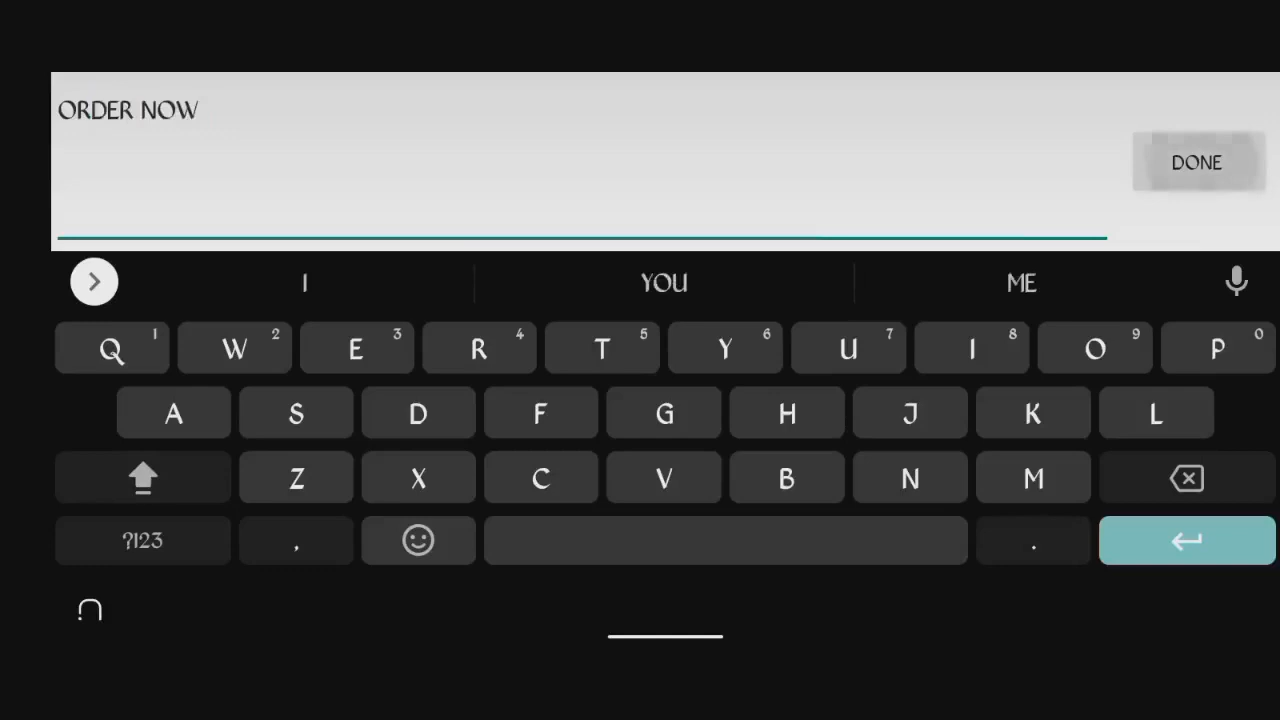 ORDER NOW
DONE
I YOU ME
Q 1 W 2 E 3 R 4 T 5 Y 6 U 7 I 8 O 9 P 0
A S D F G H J K L
Z X C V B N M
?123 , .